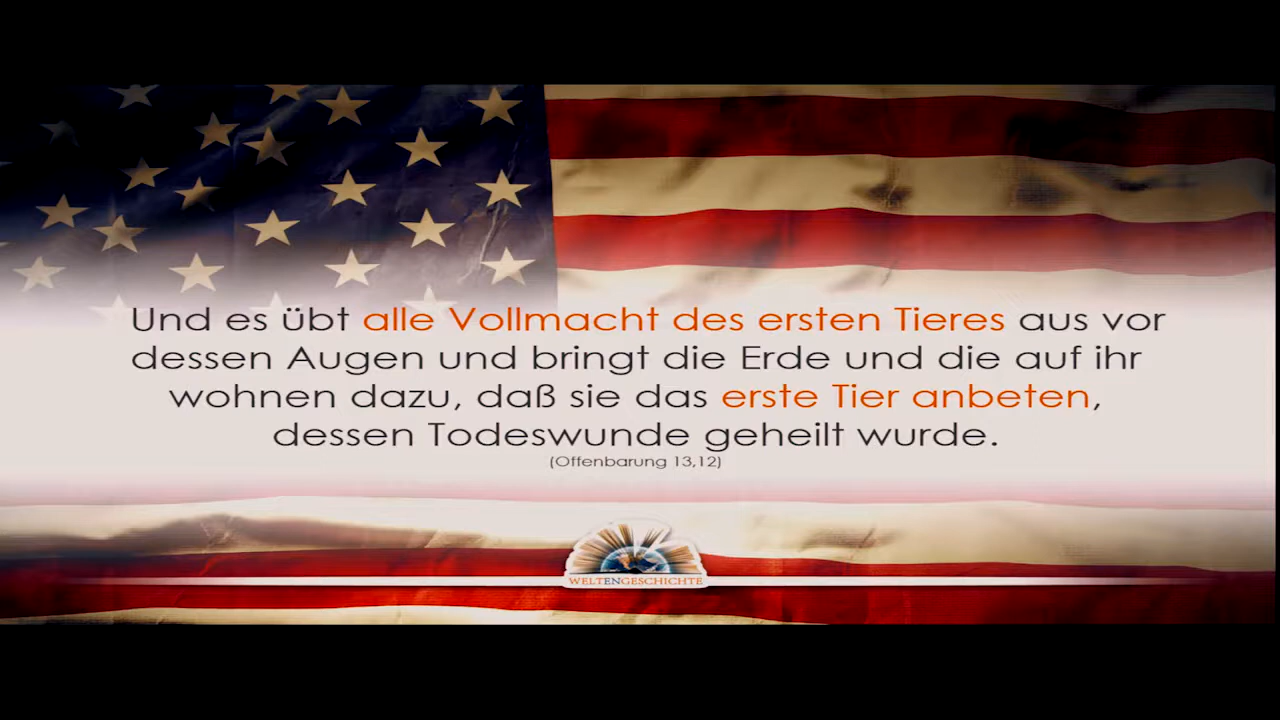 Und es übt alle Vollmacht des ersten Tieres aus vor
dessen Augen und bringt die Erde und die auf ihr
wohnen dazu, daß sie das erste Tier anbeten,
dessen Todeswunde geheilt wurde.
(Offenbarung 13,12)
WELTENGESCHICHTE